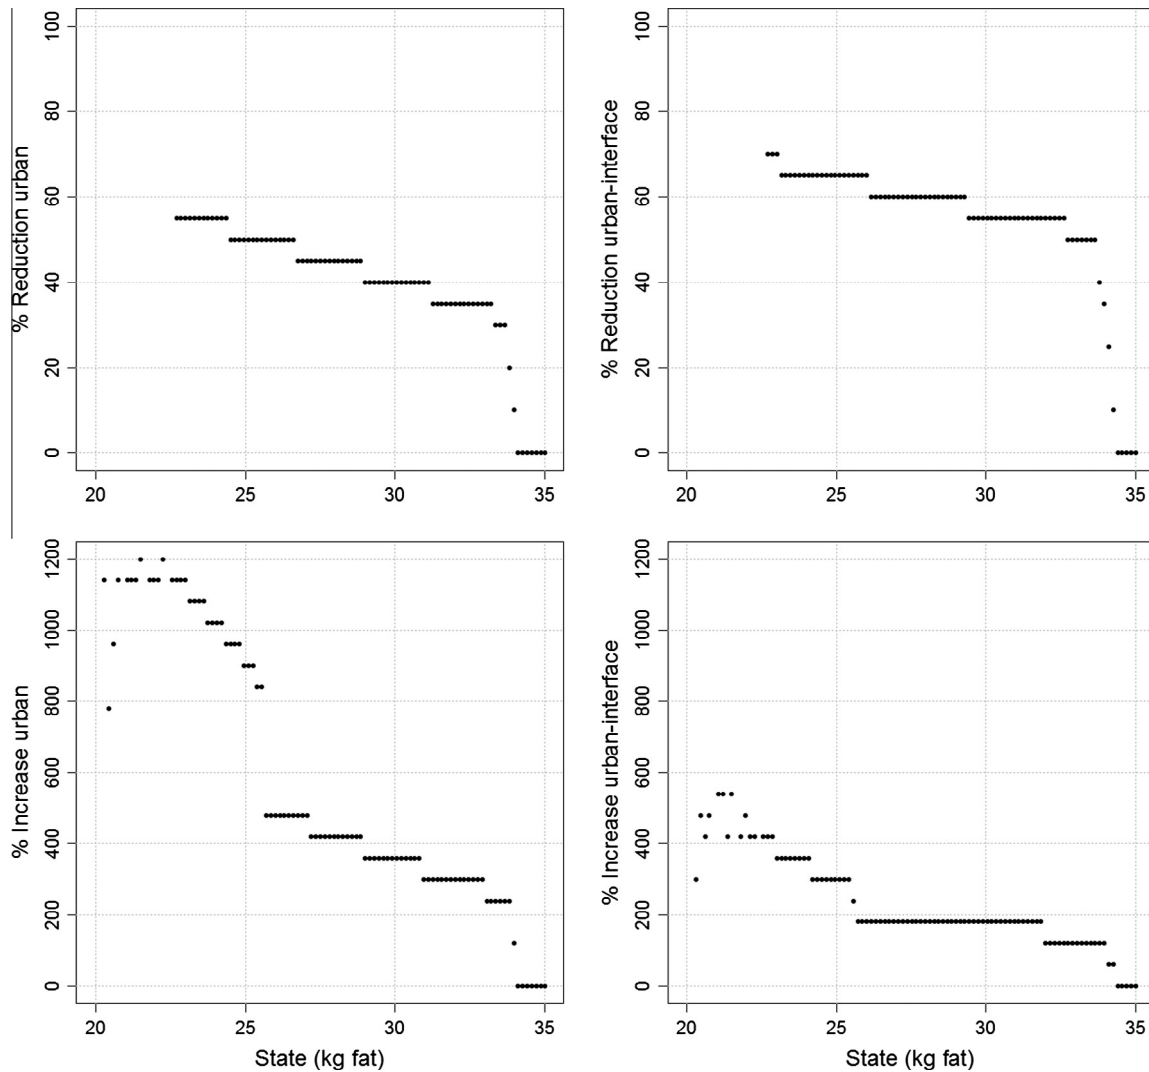 % Reduction urban
100
80
60
40
20
0
20 25 30 35
% Reduction urban-interface
100
80
60
40
20
0
20 25 30 35
% Increase urban
1200
1000
800
600
400
200
0
20 25 30 35
State (kg fat)
% Increase urban-interface
1200
1000
800
600
400
200
0
20 25 30 35
State (kg fat)